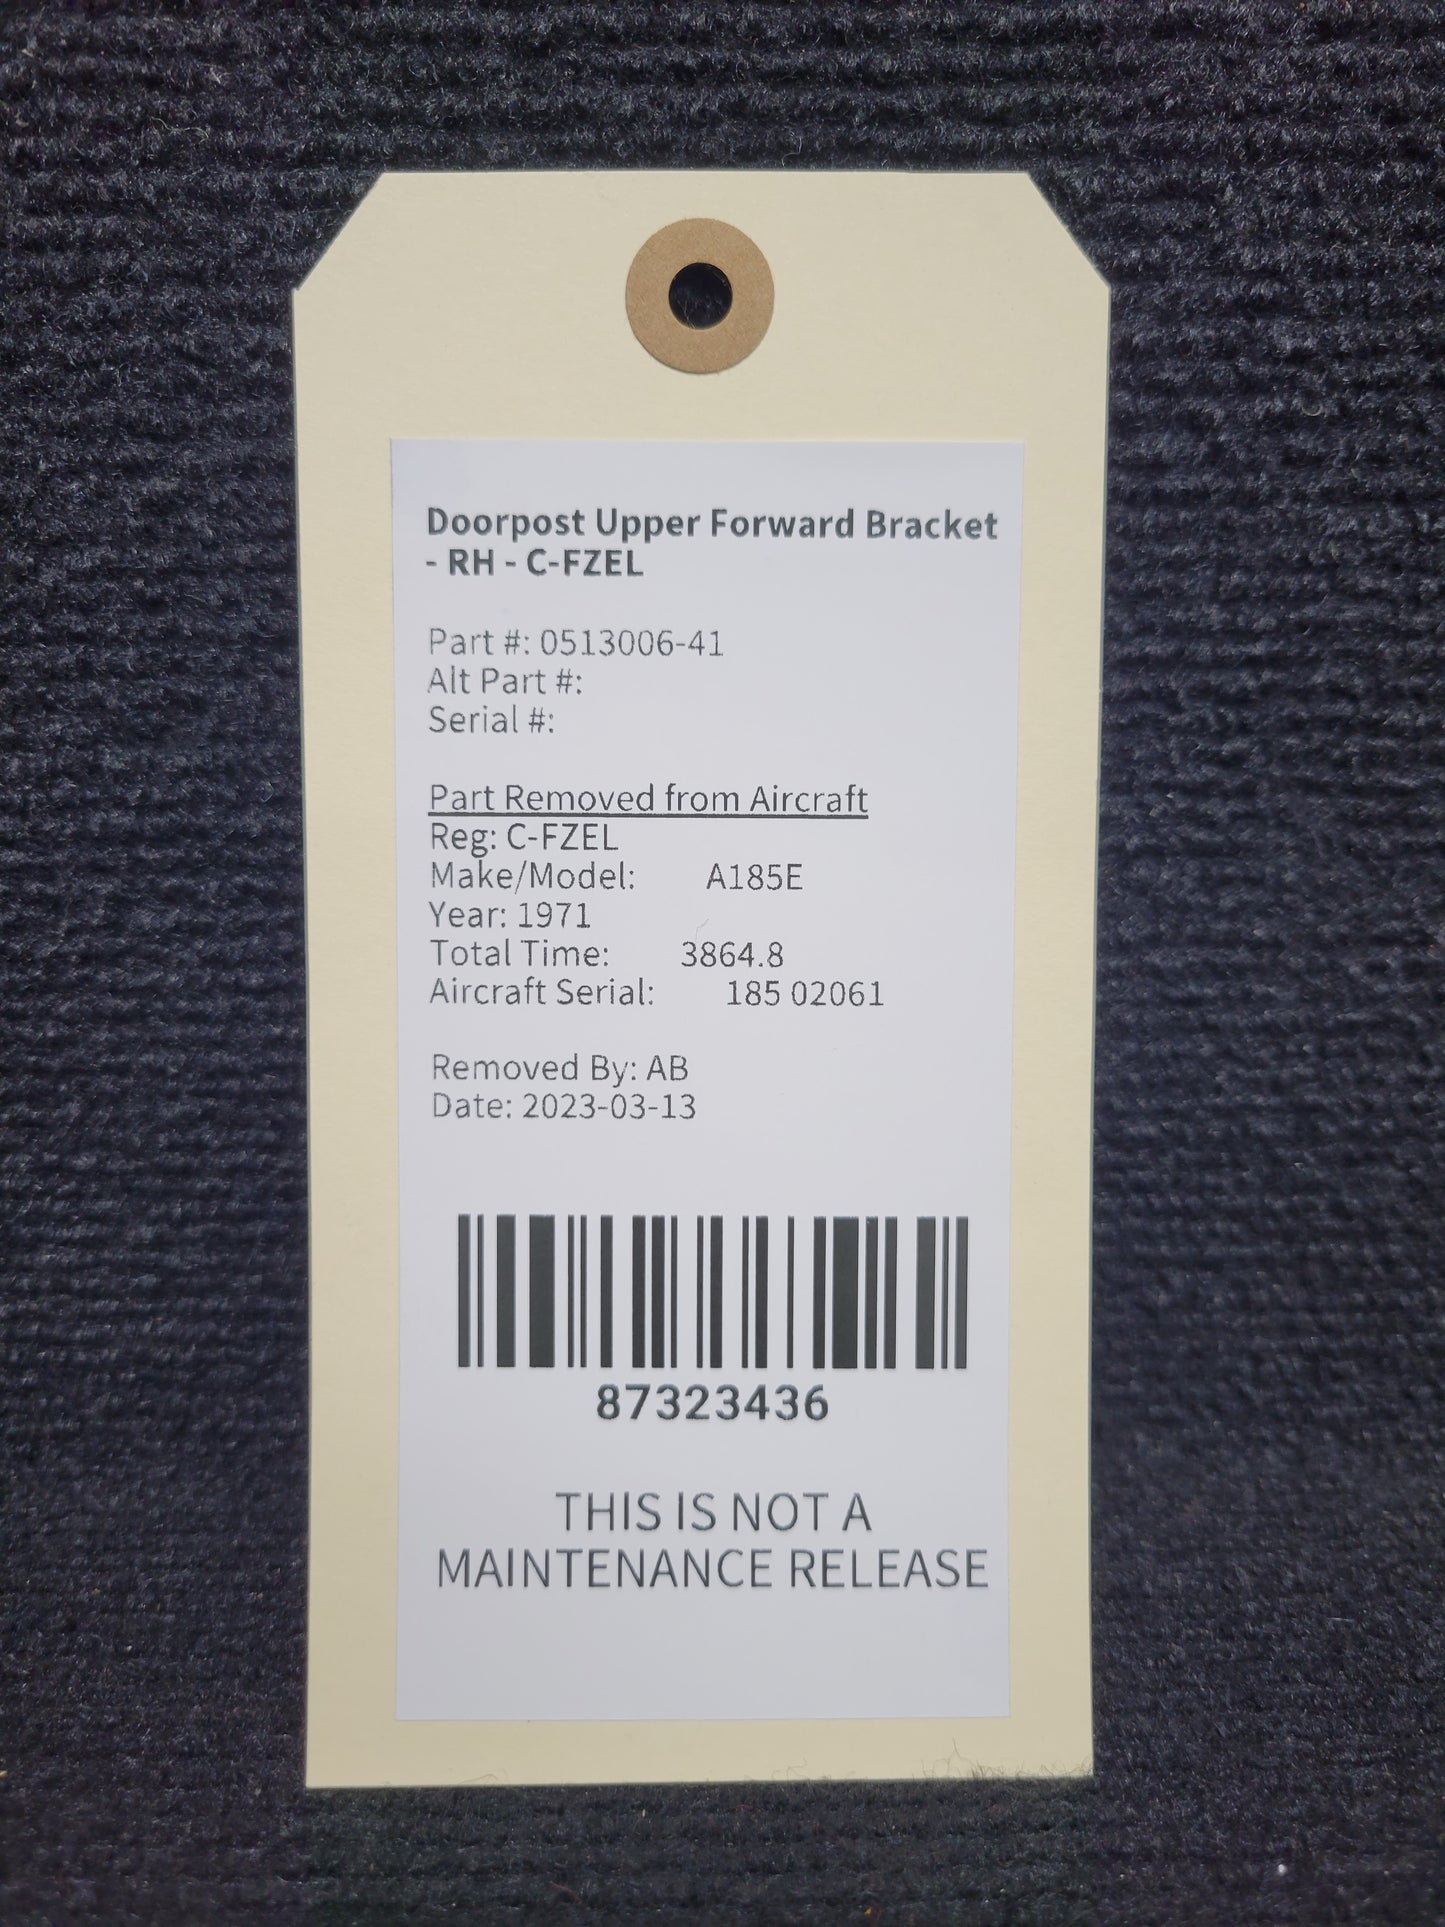 Doorpost Upper Forward Bracket
- RH - C-FZEL
Part #: 0513006-41
Alt Part #:
Serial #:
Part Removed from Aircraft
Reg: C-FZEL
Make/Model: A185E
Year: 1971
Total Time: 3864.8
Aircraft Serial: 185 02061
Removed By: AB
Date: 2023-03-13
87323436
THIS IS NOT A
MAINTENANCE RELEASE